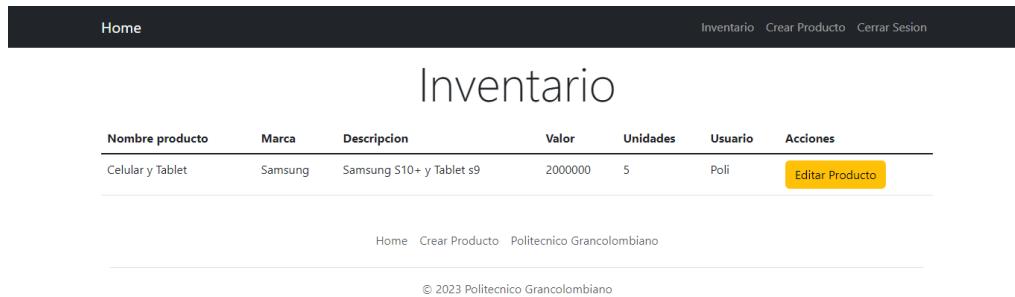 Home Inventario Crear Producto Cerrar Sesion
Inventario
Nombre producto Marca Descripcion Valor Unidades Usuario Acciones
Celular y Tablet Samsung Samsung S10+ y Tablet s9 2000000 5 Poli Editar Producto
Home Crear Producto Politecnico Grancolombiano
© 2023 Politecnico Grancolombiano